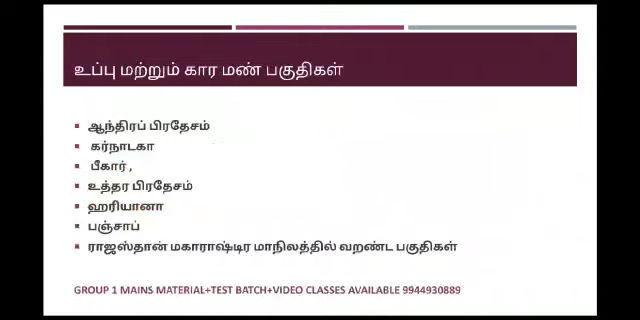 உப்பு மற்றும் கார மண் பகுதிகள்
ஆந்திரப் பிரதேசம்
கர்நாடகா
பீகார் ,
உத்தர பிரதேசம்
ஹரியானா
பஞ்சாப்
ராஜஸ்தான் மகாராஷ்டிர மாநிலத்தில் வறண்ட பகுதிகள்
GROUP 1 MAINS MATERIAL+TEST BATCH+VIDEO CLASSES AVAILABLE 9944930889